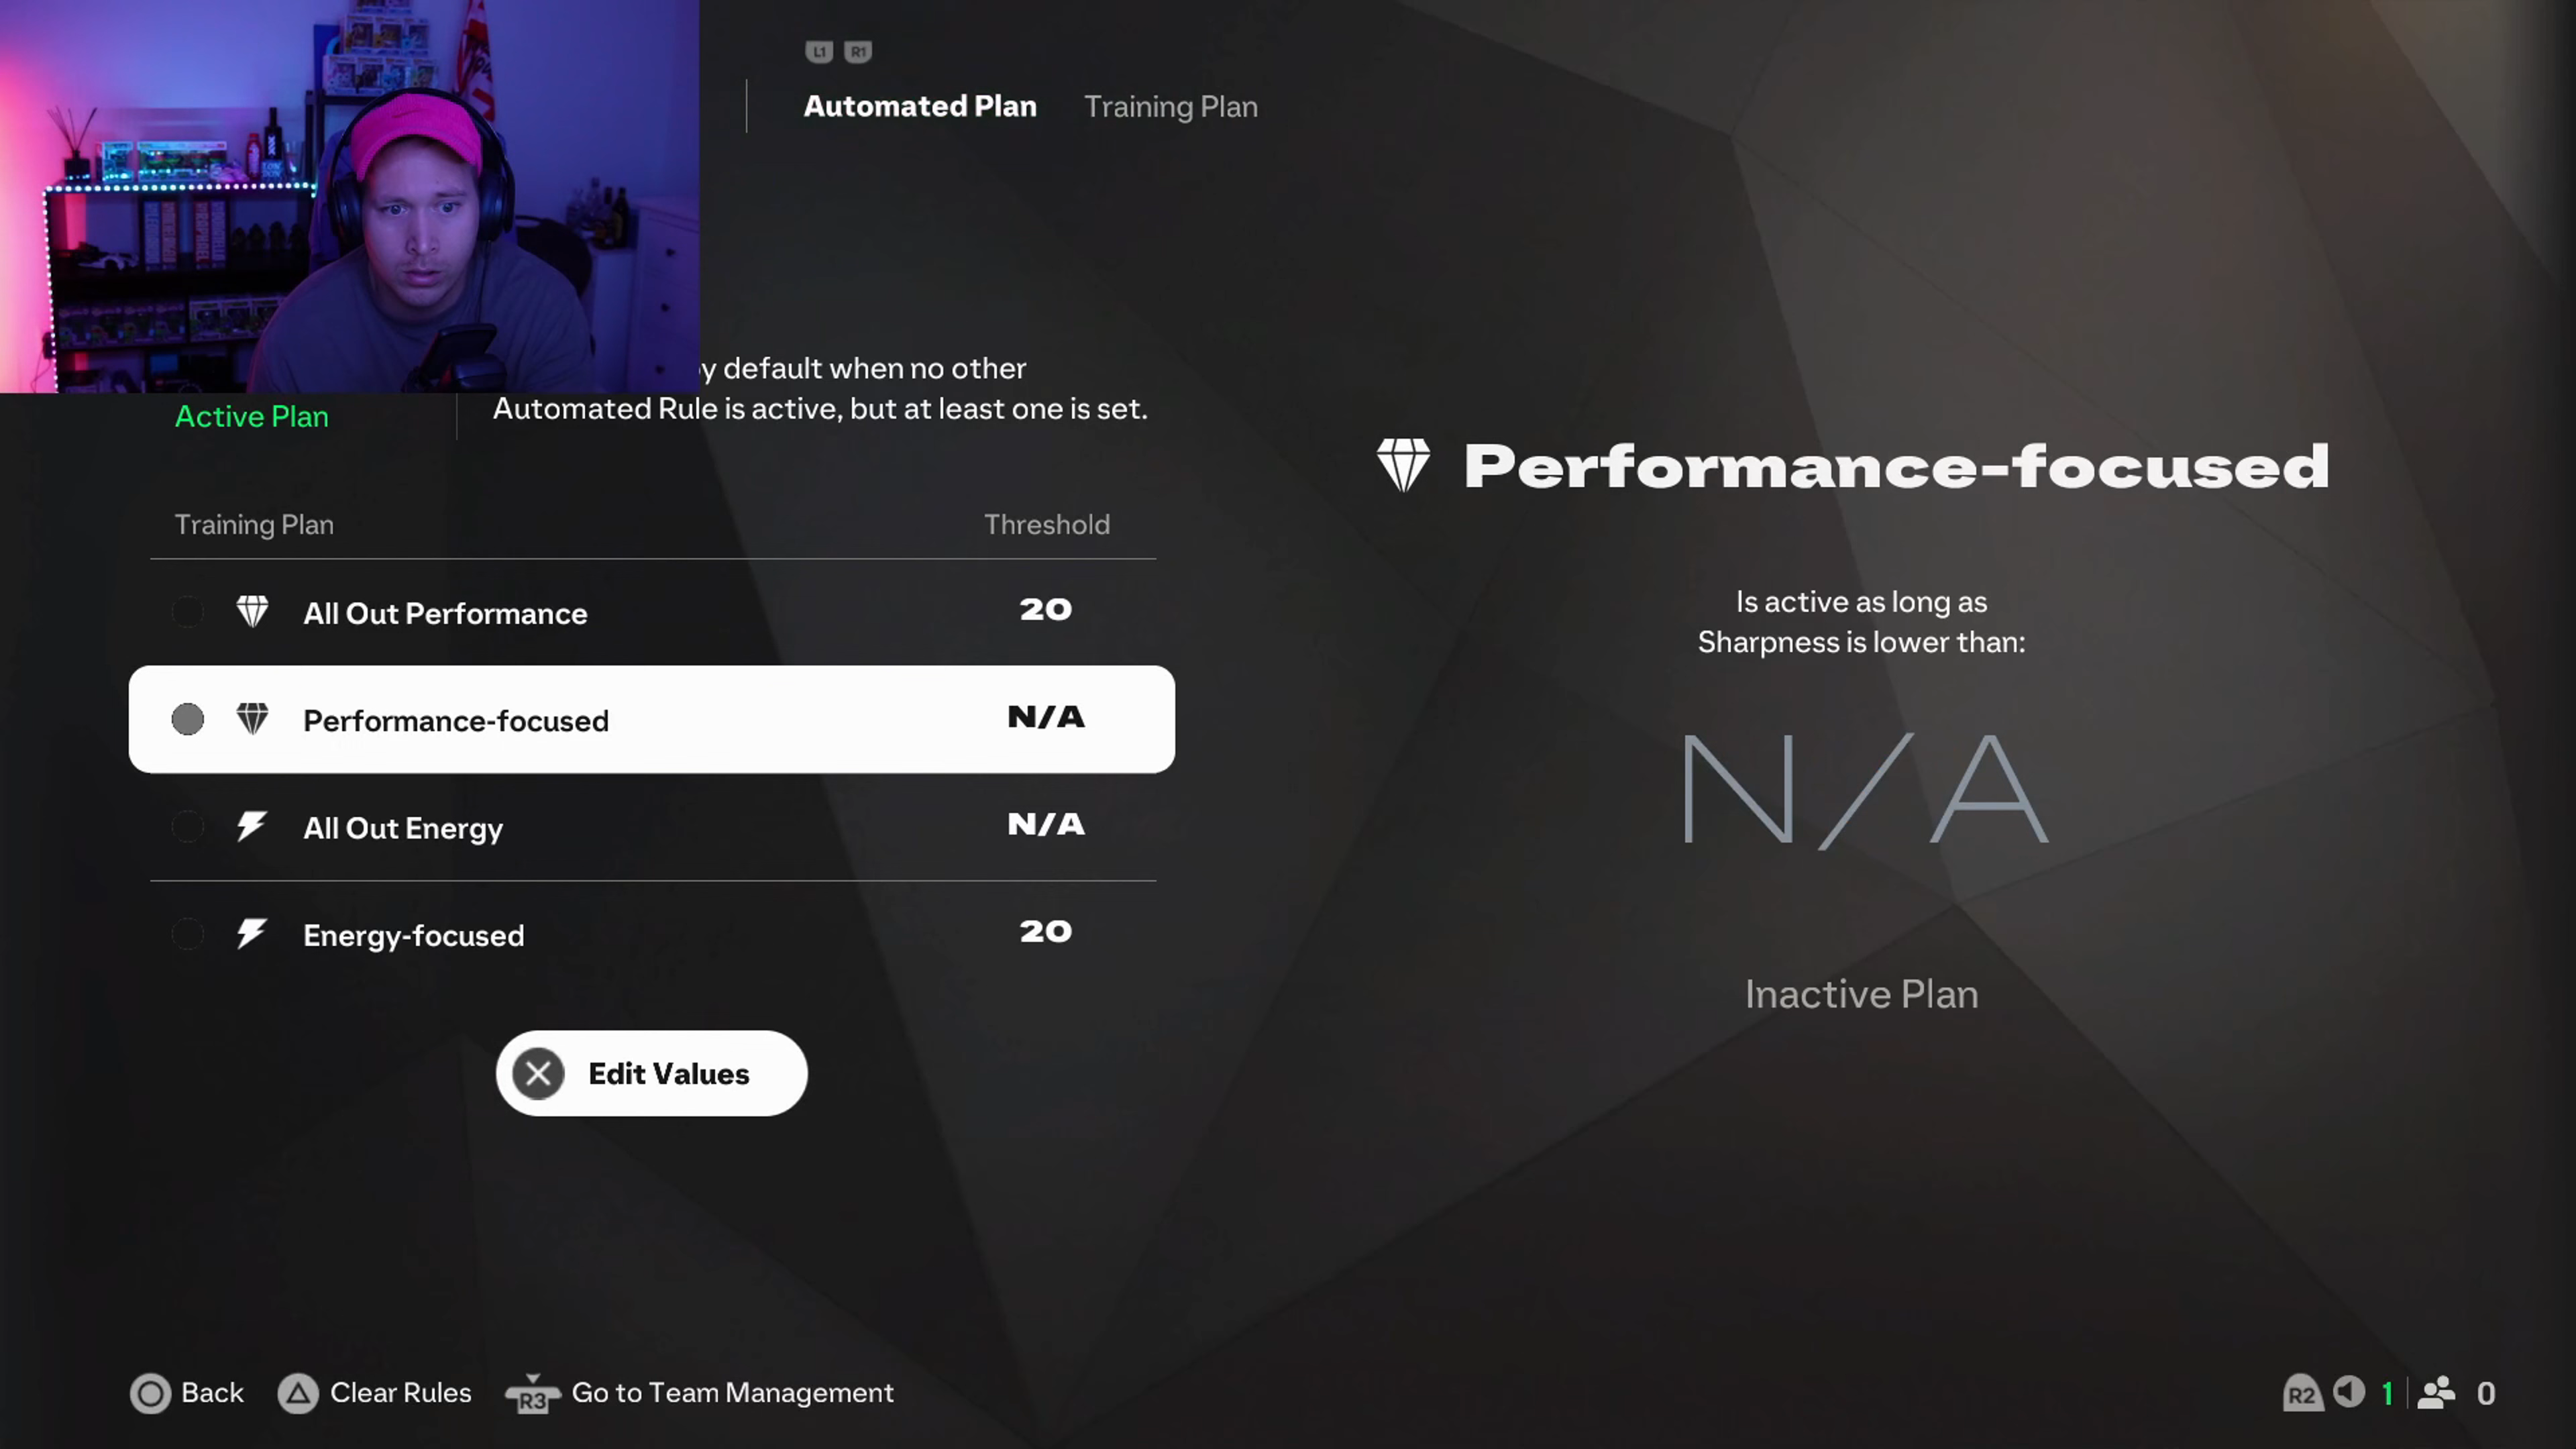 L1 R1
Automated Plan Training Plan
by default when no other
Automated Rule is active, but at least one is set.
Active Plan
Training Plan Threshold
All Out Performance 20
Performance-focused N/A
All Out Energy N/A
Energy-focused 20
Edit Values
Performance-focused
Is active as long as
Sharpness is lower than:
N/A
Inactive Plan
Back Clear Rules R3 Go to Team Management
R2 1 0